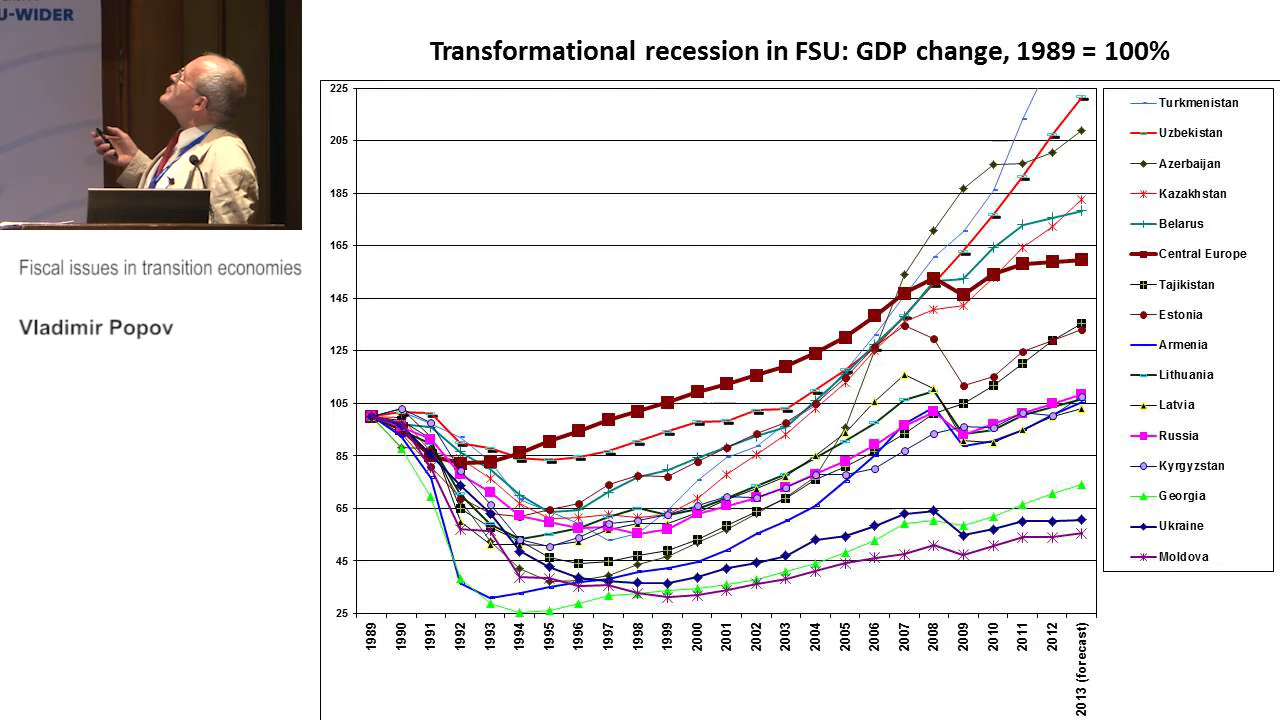 U-WIDER
Fiscal issues in transition economies
Vladimir Popov
Transformational recession in FSU: GDP change, 1989 = 100%
225
205
185
165
145
125
105
85
65
45
25
1989
1990
1991
1992
1993
1994
1995
1996
1997
1998
1999
2000
2001
2002
2003
2004
2005
2006
2007
2008
2009
2010
2011
2012
2013 (forecast)
Turkmenistan
Uzbekistan
Azerbaijan
Kazakhstan
Belarus
Central Europe
Tajikistan
Estonia
Armenia
Lithuania
Latvia
Russia
Kyrgyzstan
Georgia
Ukraine
Moldova